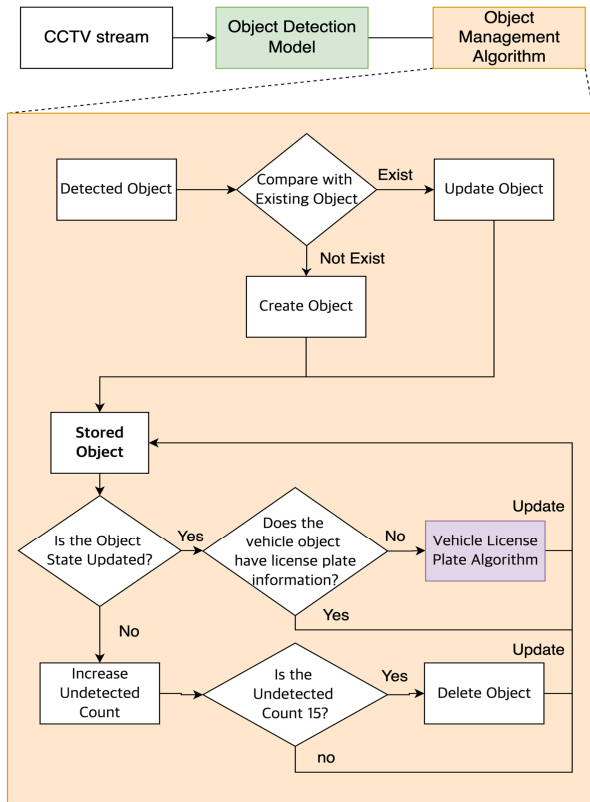 CCTV stream
Object Detection
Model
Object
Management
Algorithm
Detected Object
Compare with
Existing Object
Exist
Update Object
Not Exist
Create Object
Stored
Object
Is the Object
State Updated?
Yes
Does the
vehicle object
have license plate
information?
No
Vehicle License
Plate Algorithm
Update
Yes
No
Increase
Undetected
Count
Is the
Undetected
Count 15?
Yes
Delete Object
Update
no